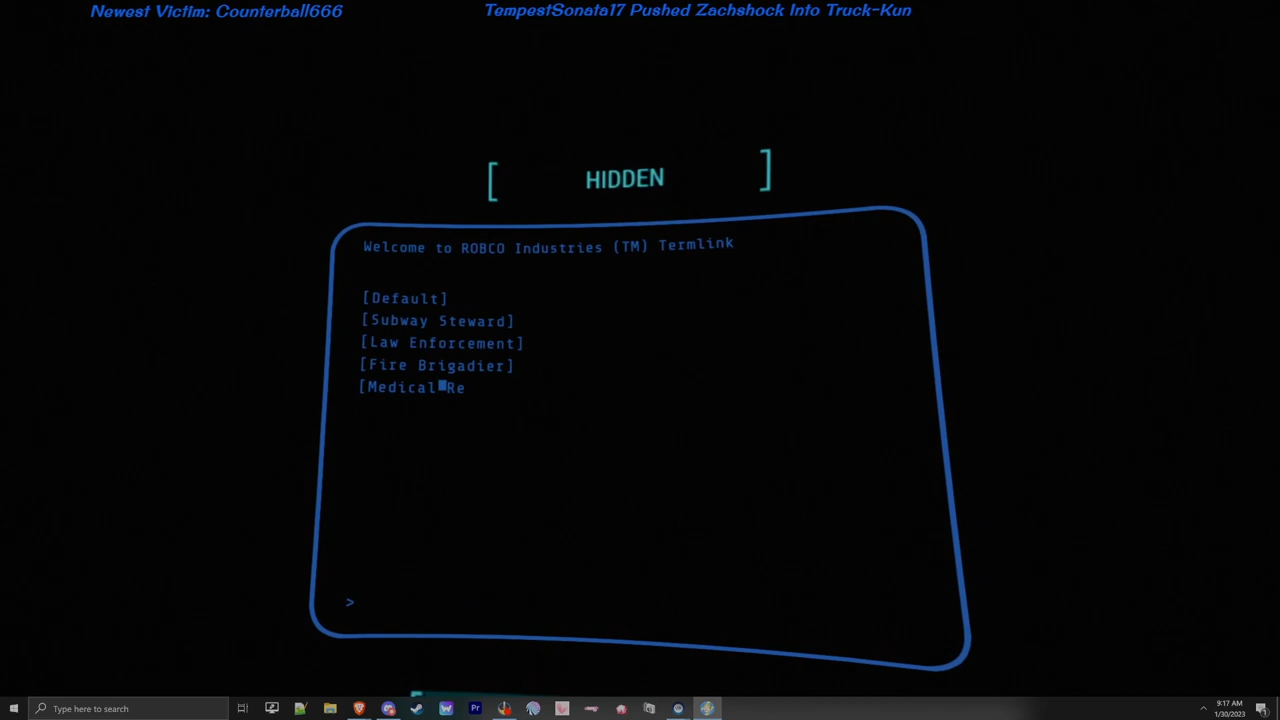 Newest Victim: Counterball666
TempestSonata17 Pushed Zachshock Into Truck-Kun
[ HIDDEN ]
Welcome to ROBCO Industries (TM) Termlink
[Default]
[Subway Steward]
[Law Enforcement]
[Fire Brigadier]
[Medical■Re
>
Type here to search
9:17 AM
1/30/2023